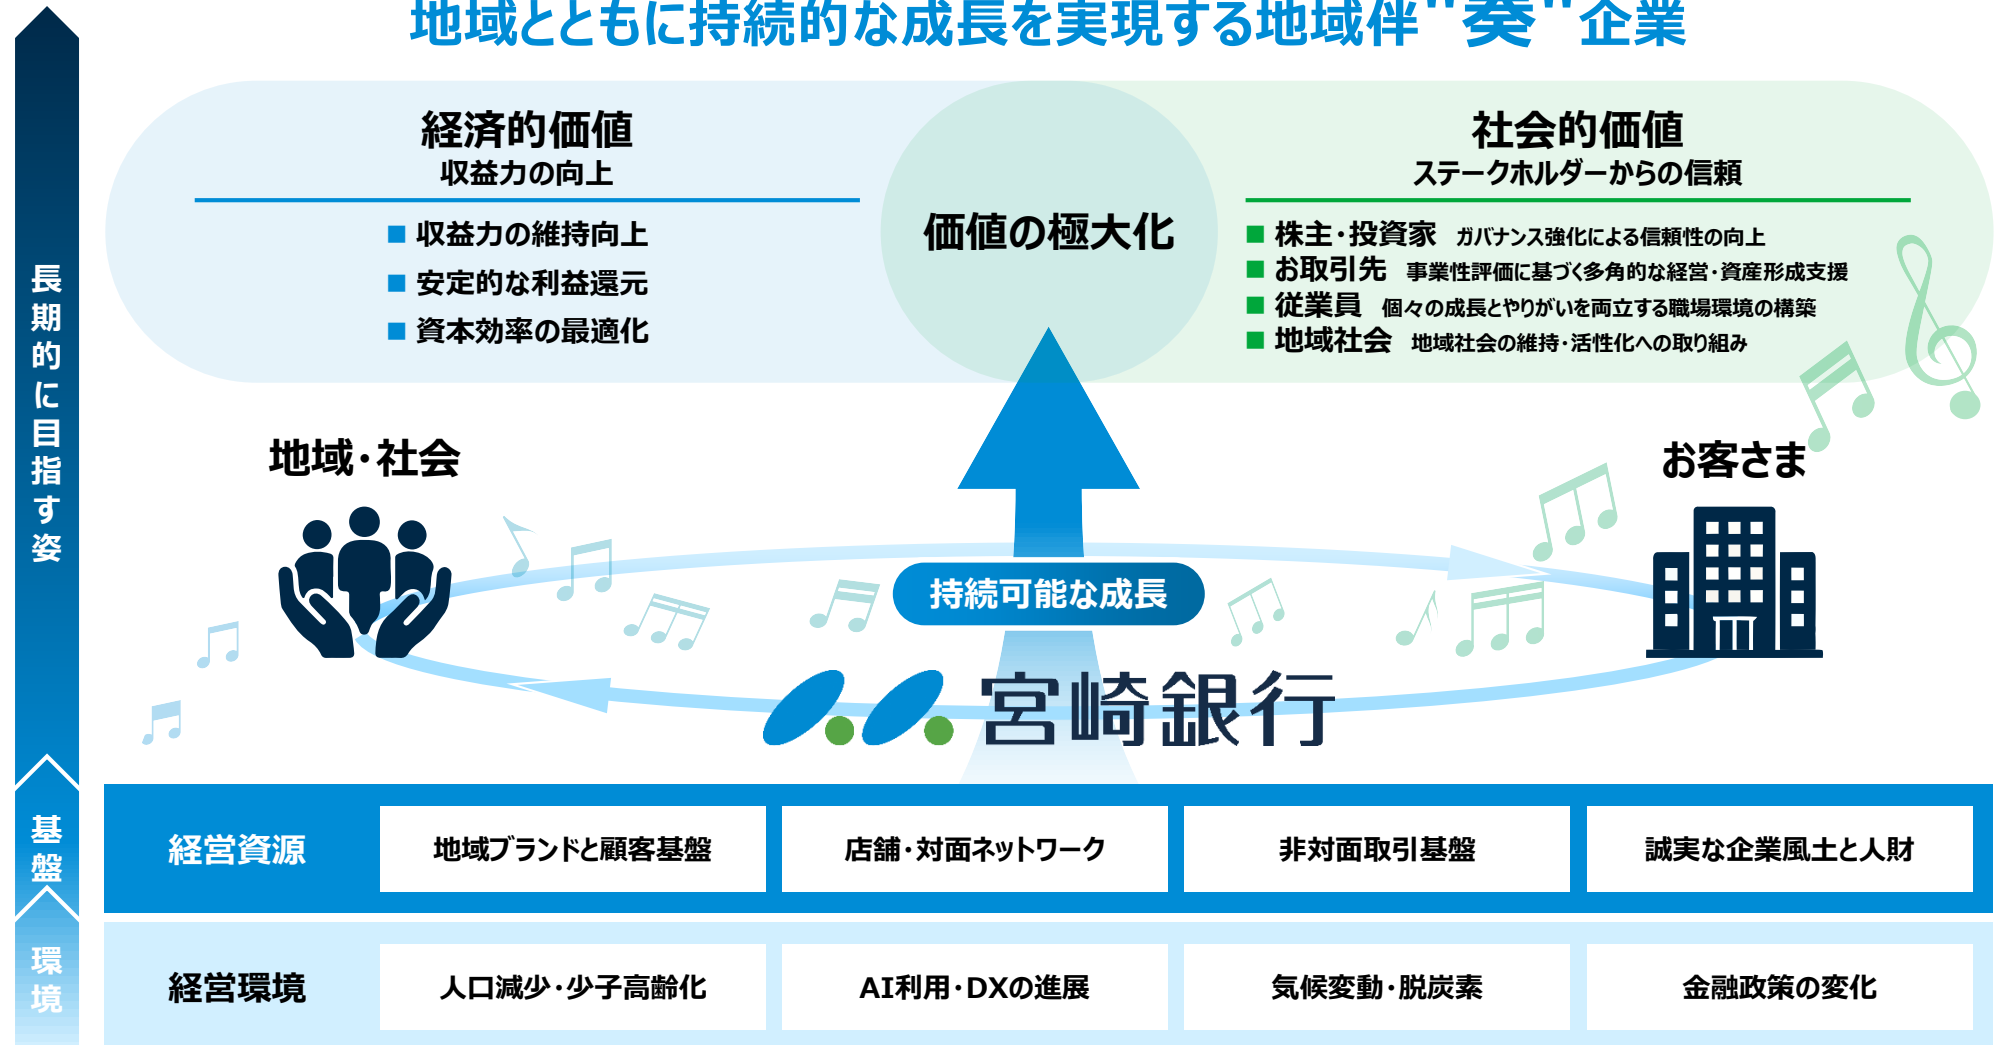 地域とともに持続的な成長を実現する地域伴"奏"企業
経済的価値
収益力の向上
■ 収益力の維持向上
■ 安定的な利益還元
■ 資本効率の最適化
価値の極大化
社会的価値
ステークホルダーからの信頼
■ 株主・投資家 ガバナンス強化による信頼性の向上
■ お取引先 事業性評価に基づく多角的な経営・資産形成支援
■ 従業員 個々の成長とやりがいを両立する職場環境の構築
■ 地域社会 地域社会の維持・活性化への取り組み
長期的に目指す姿
地域・社会
お客さま
持続可能な成長
宮崎銀行
基盤
経営資源
地域ブランドと顧客基盤
店舗・対面ネットワーク
非対面取引基盤
誠実な企業風土と人財
環境
経営環境
人口減少・少子高齢化
AI利用・DXの進展
気候変動・脱炭素
金融政策の変化